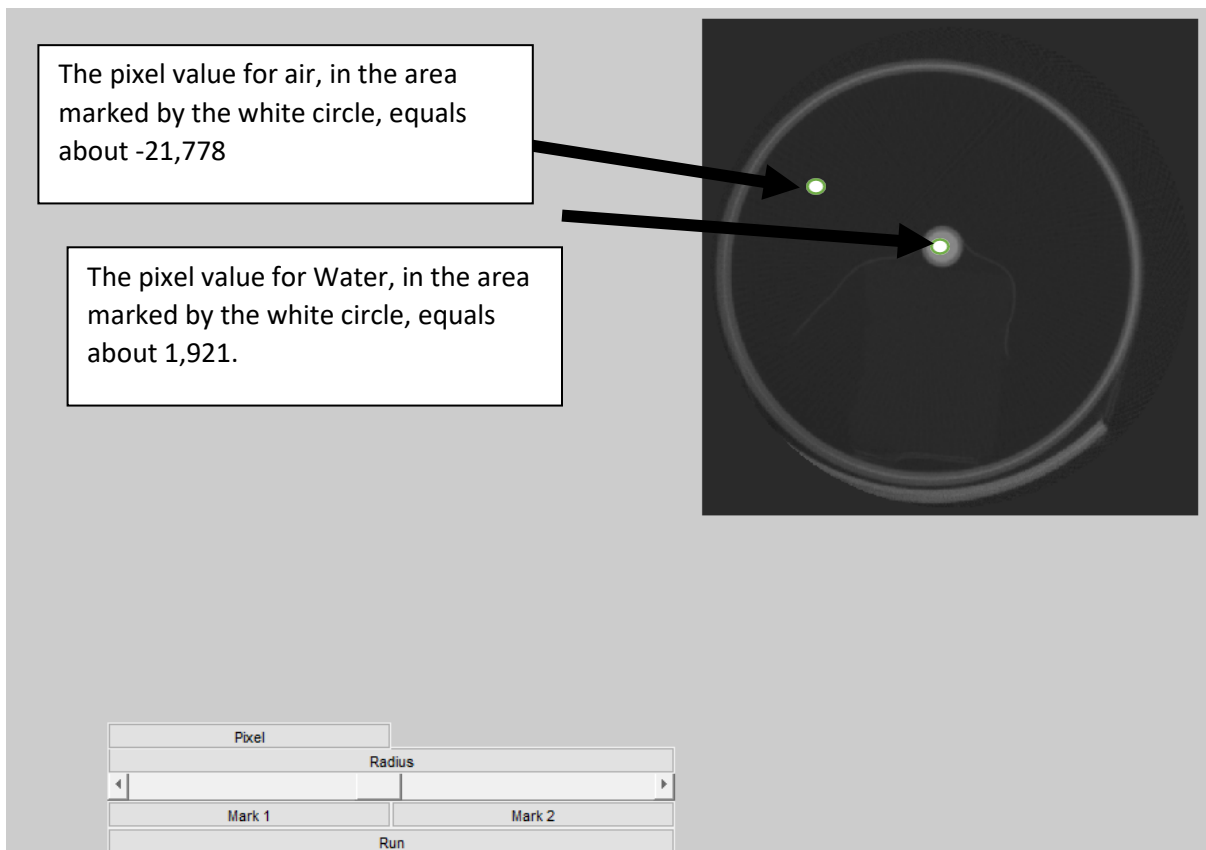 The pixel value for air, in the area
marked by the white circle, equals
about -21,778
The pixel value for Water, in the area
marked by the white circle, equals
about 1,921.
Pixel
Radius
Mark 1
Mark 2
Run